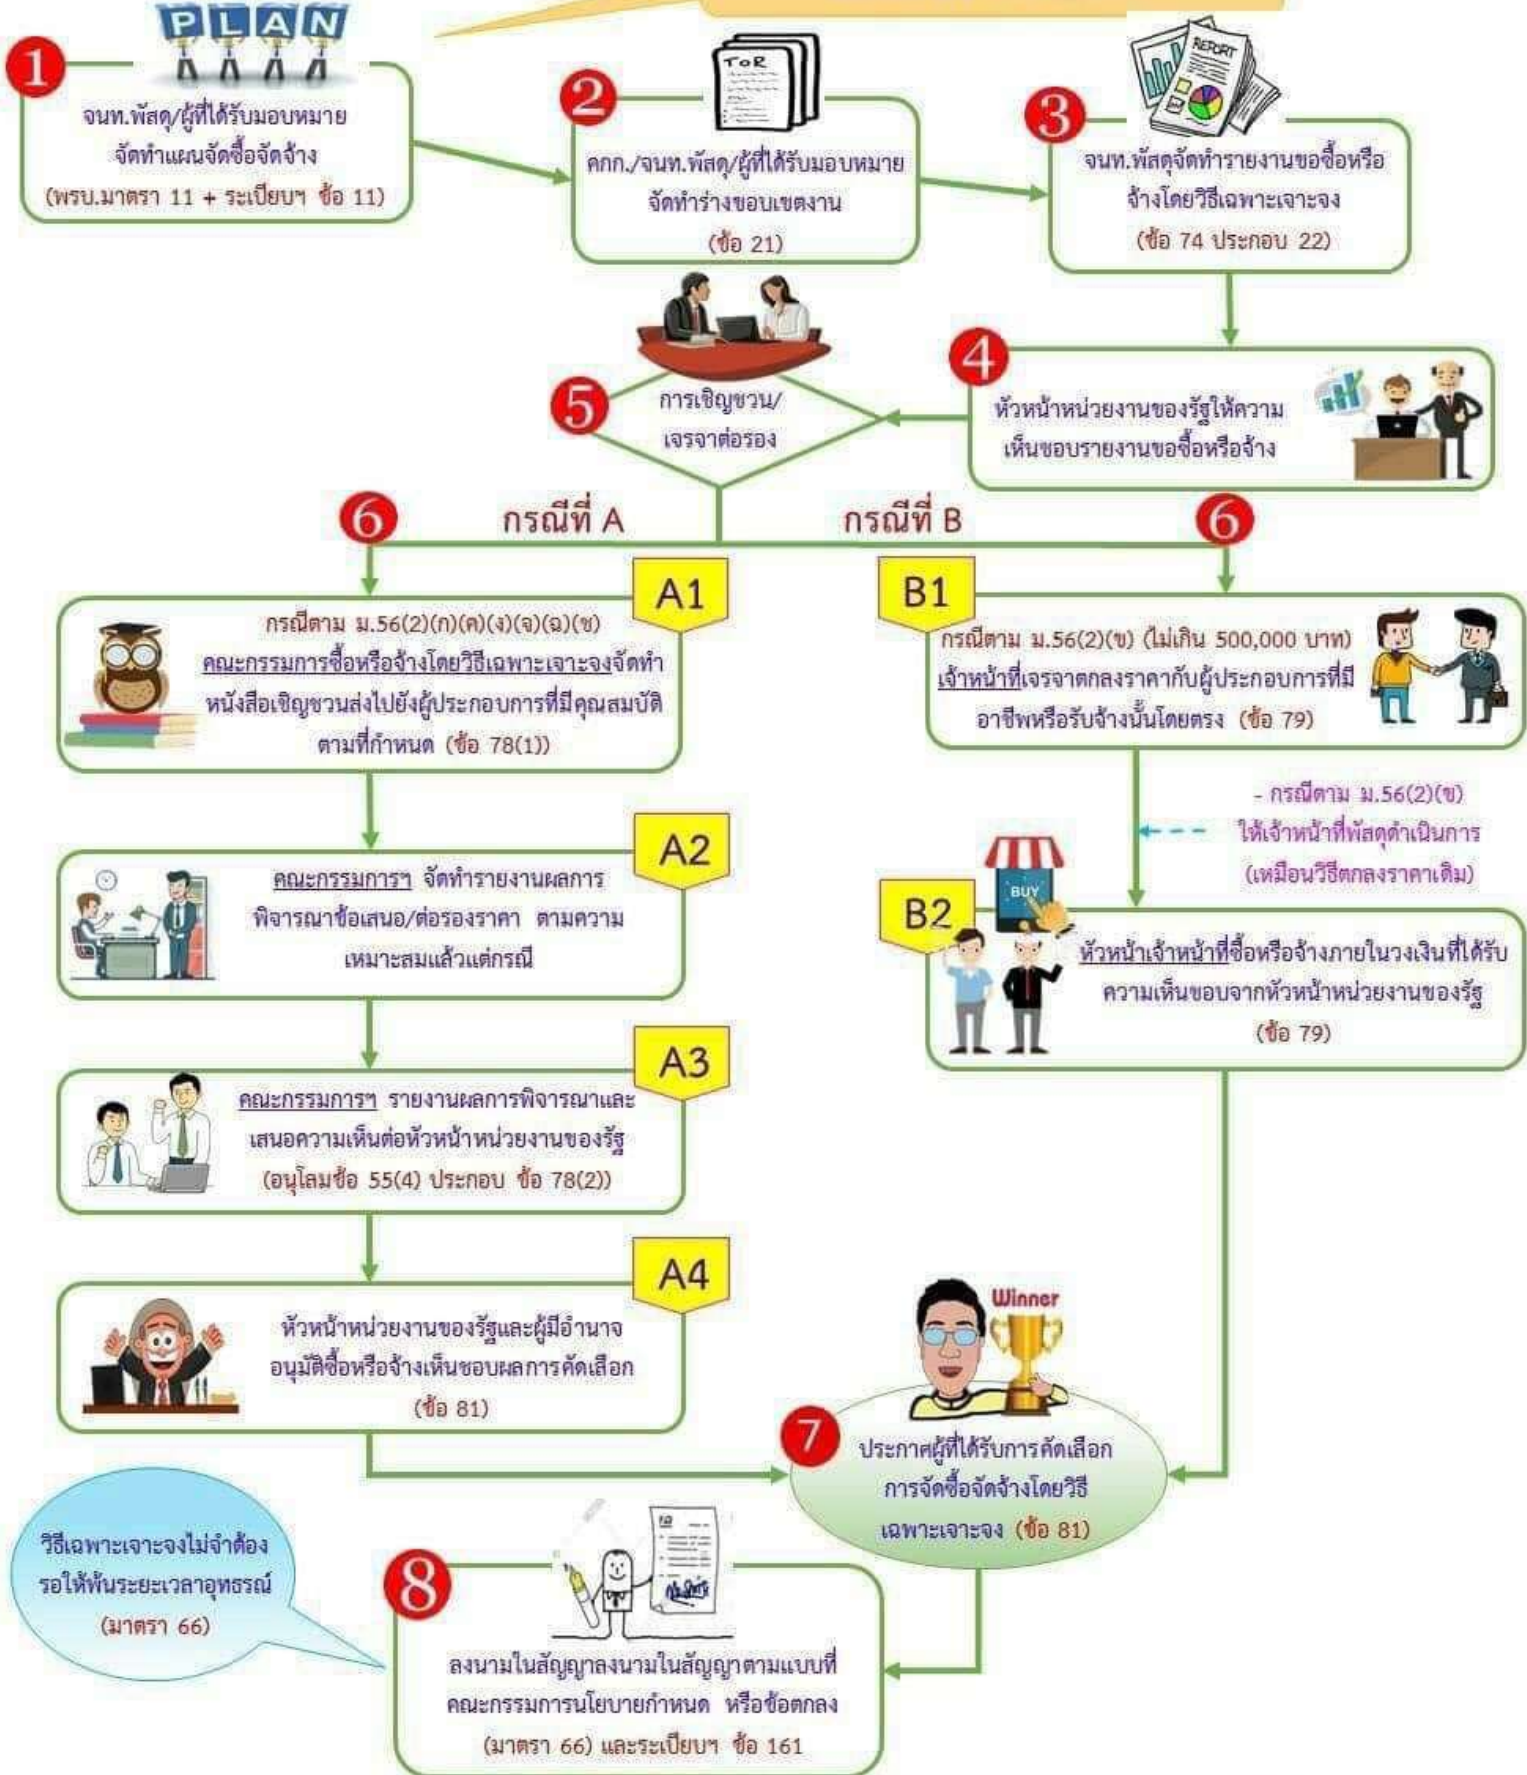 PLAN
1
จนท.พัสดุ/ผู้ที่ได้รับมอบหมาย
จัดทำแผนจัดซื้อจัดจ้าง
(พรบ.มาตรา 11 + ระเบียบฯ ข้อ 11)
2
TOR
คกก./จนท.พัสดุ/ผู้ที่ได้รับมอบหมาย
จัดทำร่างขอบเขตงาน
(ข้อ 21)
3
REPORT
จนท.พัสดุจัดทำรายงานขอซื้อหรือ
จ้างโดยวิธีเฉพาะเจาะจง
(ข้อ 74 ประกอบ 22)
4
หัวหน้าหน่วยงานของรัฐให้ความ
เห็นชอบรายงานขอซื้อหรือจ้าง
5
การเชิญชวน/
เจรจาต่อรอง
6
กรณีที่ A
กรณีที่ B
6
A1
กรณีตาม ม.56(2)(ก)(ค)(ง)(จ)(ฉ)(ช)
คณะกรรมการซื้อหรือจ้างโดยวิธีเฉพาะเจาะจงจัดทำ
หนังสือเชิญชวนส่งไปยังผู้ประกอบการที่มีคุณสมบัติ
ตามที่กำหนด (ข้อ 78(1))
B1
กรณีตาม ม.56(2)(ข) (ไม่เกิน 500,000 บาท)
เจ้าหน้าที่เจรจาตกลงราคากับผู้ประกอบการที่มี
อาชีพหรือรับจ้างนั้นโดยตรง (ข้อ 79)
- กรณีตาม ม.56(2)(ข)
ให้เจ้าหน้าที่พัสดุดำเนินการ
(เหมือนวิธีตกลงราคาเดิม)
A2
คณะกรรมการฯ จัดทำรายงานผลการ
พิจารณาข้อเสนอ/ต่อรองราคา ตามความ
เหมาะสมแล้วแต่กรณี
B2
BUY
หัวหน้าเจ้าหน้าที่ซื้อหรือจ้างภายในวงเงินที่ได้รับ
ความเห็นชอบจากหัวหน้าหน่วยงานของรัฐ
(ข้อ 79)
A3
คณะกรรมการฯ รายงานผลการพิจารณาและ
เสนอความเห็นต่อหัวหน้าหน่วยงานของรัฐ
(อนุโลมข้อ 55(4) ประกอบ ข้อ 78(2))
A4
หัวหน้าหน่วยงานของรัฐและผู้มีอำนาจ
อนุมัติซื้อหรือจ้างเห็นชอบผลการคัดเลือก
(ข้อ 81)
Winner
7
ประกาศผู้ที่ได้รับการคัดเลือก
การจัดซื้อจัดจ้างโดยวิธี
เฉพาะเจาะจง (ข้อ 81)
วิธีเฉพาะเจาะจงไม่จำต้อง
รอให้พ้นระยะเวลาอุทธรณ์
(มาตรา 66)
8
ลงนามในสัญญาลงนามในสัญญาตามแบบที่
คณะกรรมการนโยบายกำหนด หรือข้อตกลง
(มาตรา 66) และระเบียบฯ ข้อ 161